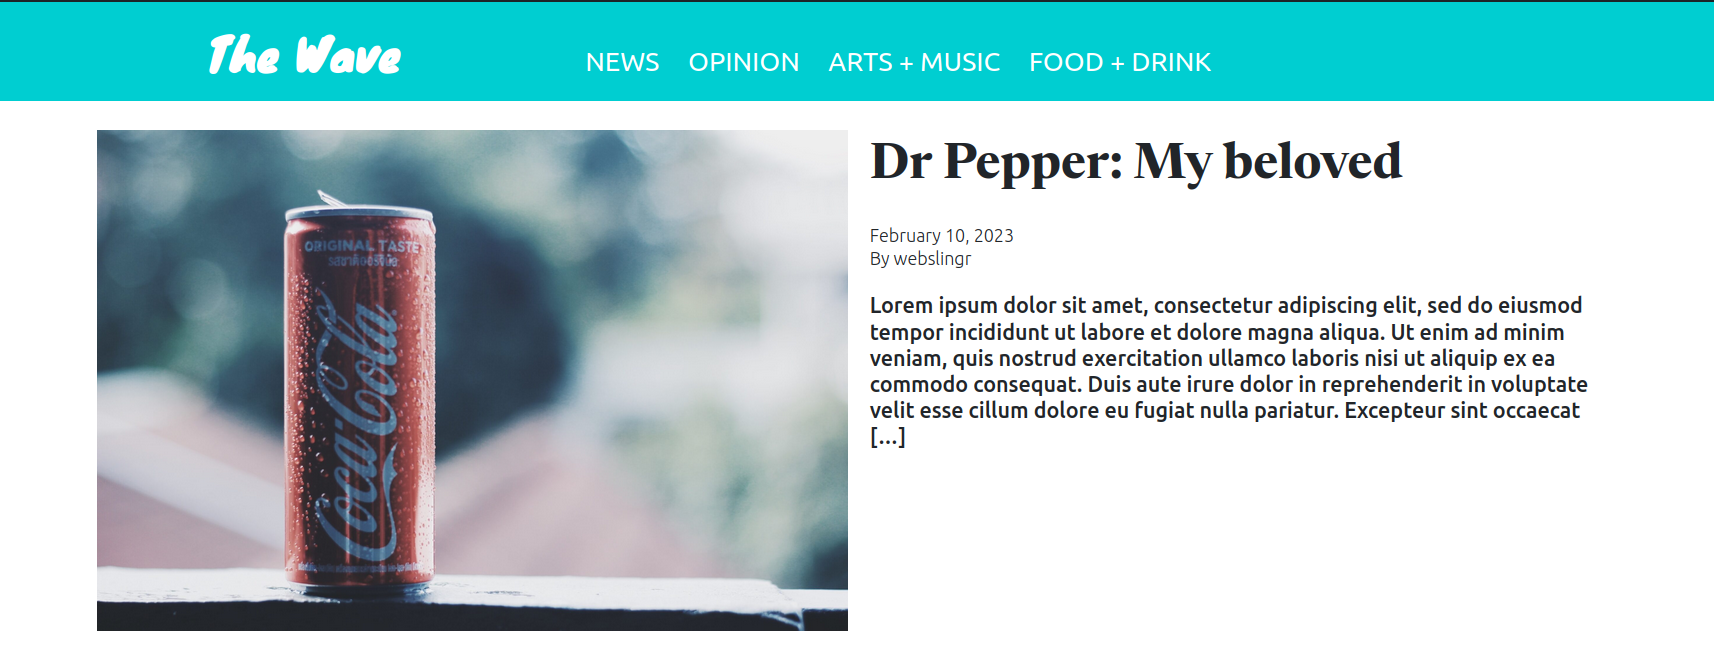 The Wave
NEWS OPINION ARTS + MUSIC FOOD + DRINK
ORIGINAL TASTE
Coca-Cola
Dr Pepper: My beloved
February 10, 2023
By webslingr
Lorem ipsum dolor sit amet, consectetur adipiscing elit, sed do eiusmod
tempor incididunt ut labore et dolore magna aliqua. Ut enim ad minim
veniam, quis nostrud exercitation ullamco laboris nisi ut aliquip ex ea
commodo consequat. Duis aute irure dolor in reprehenderit in voluptate
velit esse cillum dolore eu fugiat nulla pariatur. Excepteur sint occaecat
[…]